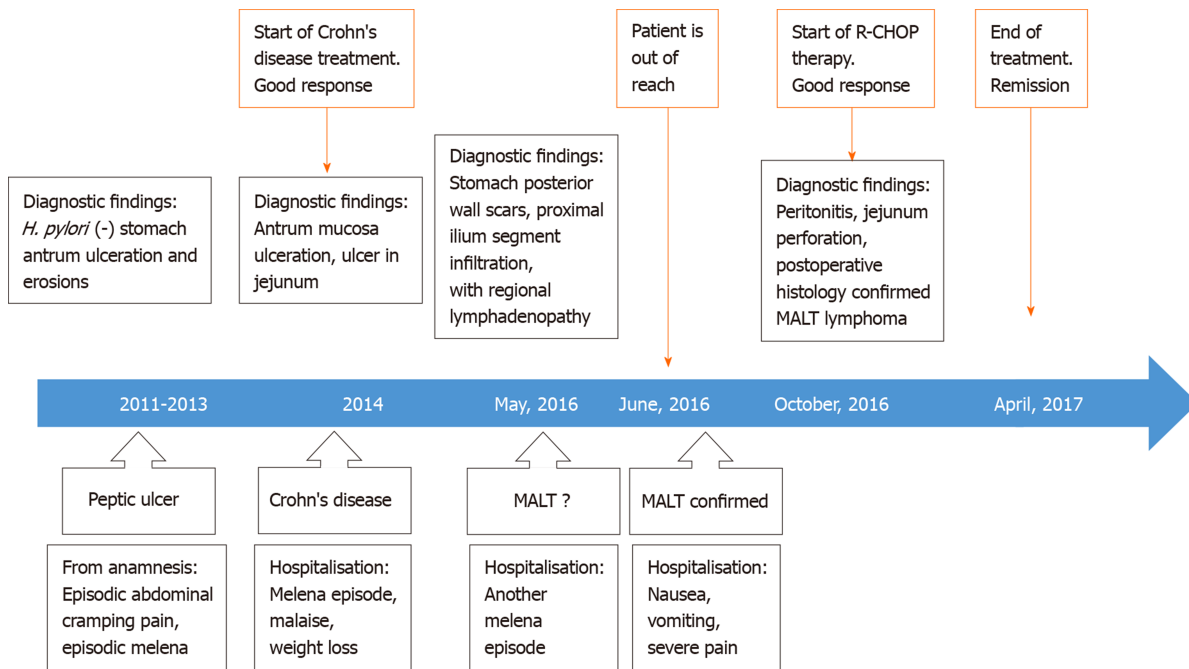 Start of Crohn's
disease treatment.
Good response
Patient is
out of
reach
Start of R-CHOP
therapy.
Good response
End of
treatment.
Remission
Diagnostic findings:
H. pylori (-) stomach
antrum ulceration and
erosions
Diagnostic findings:
Antrum mucosa
ulceration, ulcer in
jejunum
Diagnostic findings:
Stomach posterior
wall scars, proximal
ilium segment
infiltration,
with regional
lymphadenopathy
Diagnostic findings:
Peritonitis, jejunum
perforation,
postoperative
histology confirmed
MALT lymphoma
2011-2013
2014
May, 2016
June, 2016
October, 2016
April, 2017
Peptic ulcer
Crohn's disease
MALT ?
MALT confirmed
From anamnesis:
Episodic abdominal
cramping pain,
episodic melena
Hospitalisation:
Melena episode,
malaise,
weight loss
Hospitalisation:
Another
melena
episode
Hospitalisation:
Nausea,
vomiting,
severe pain